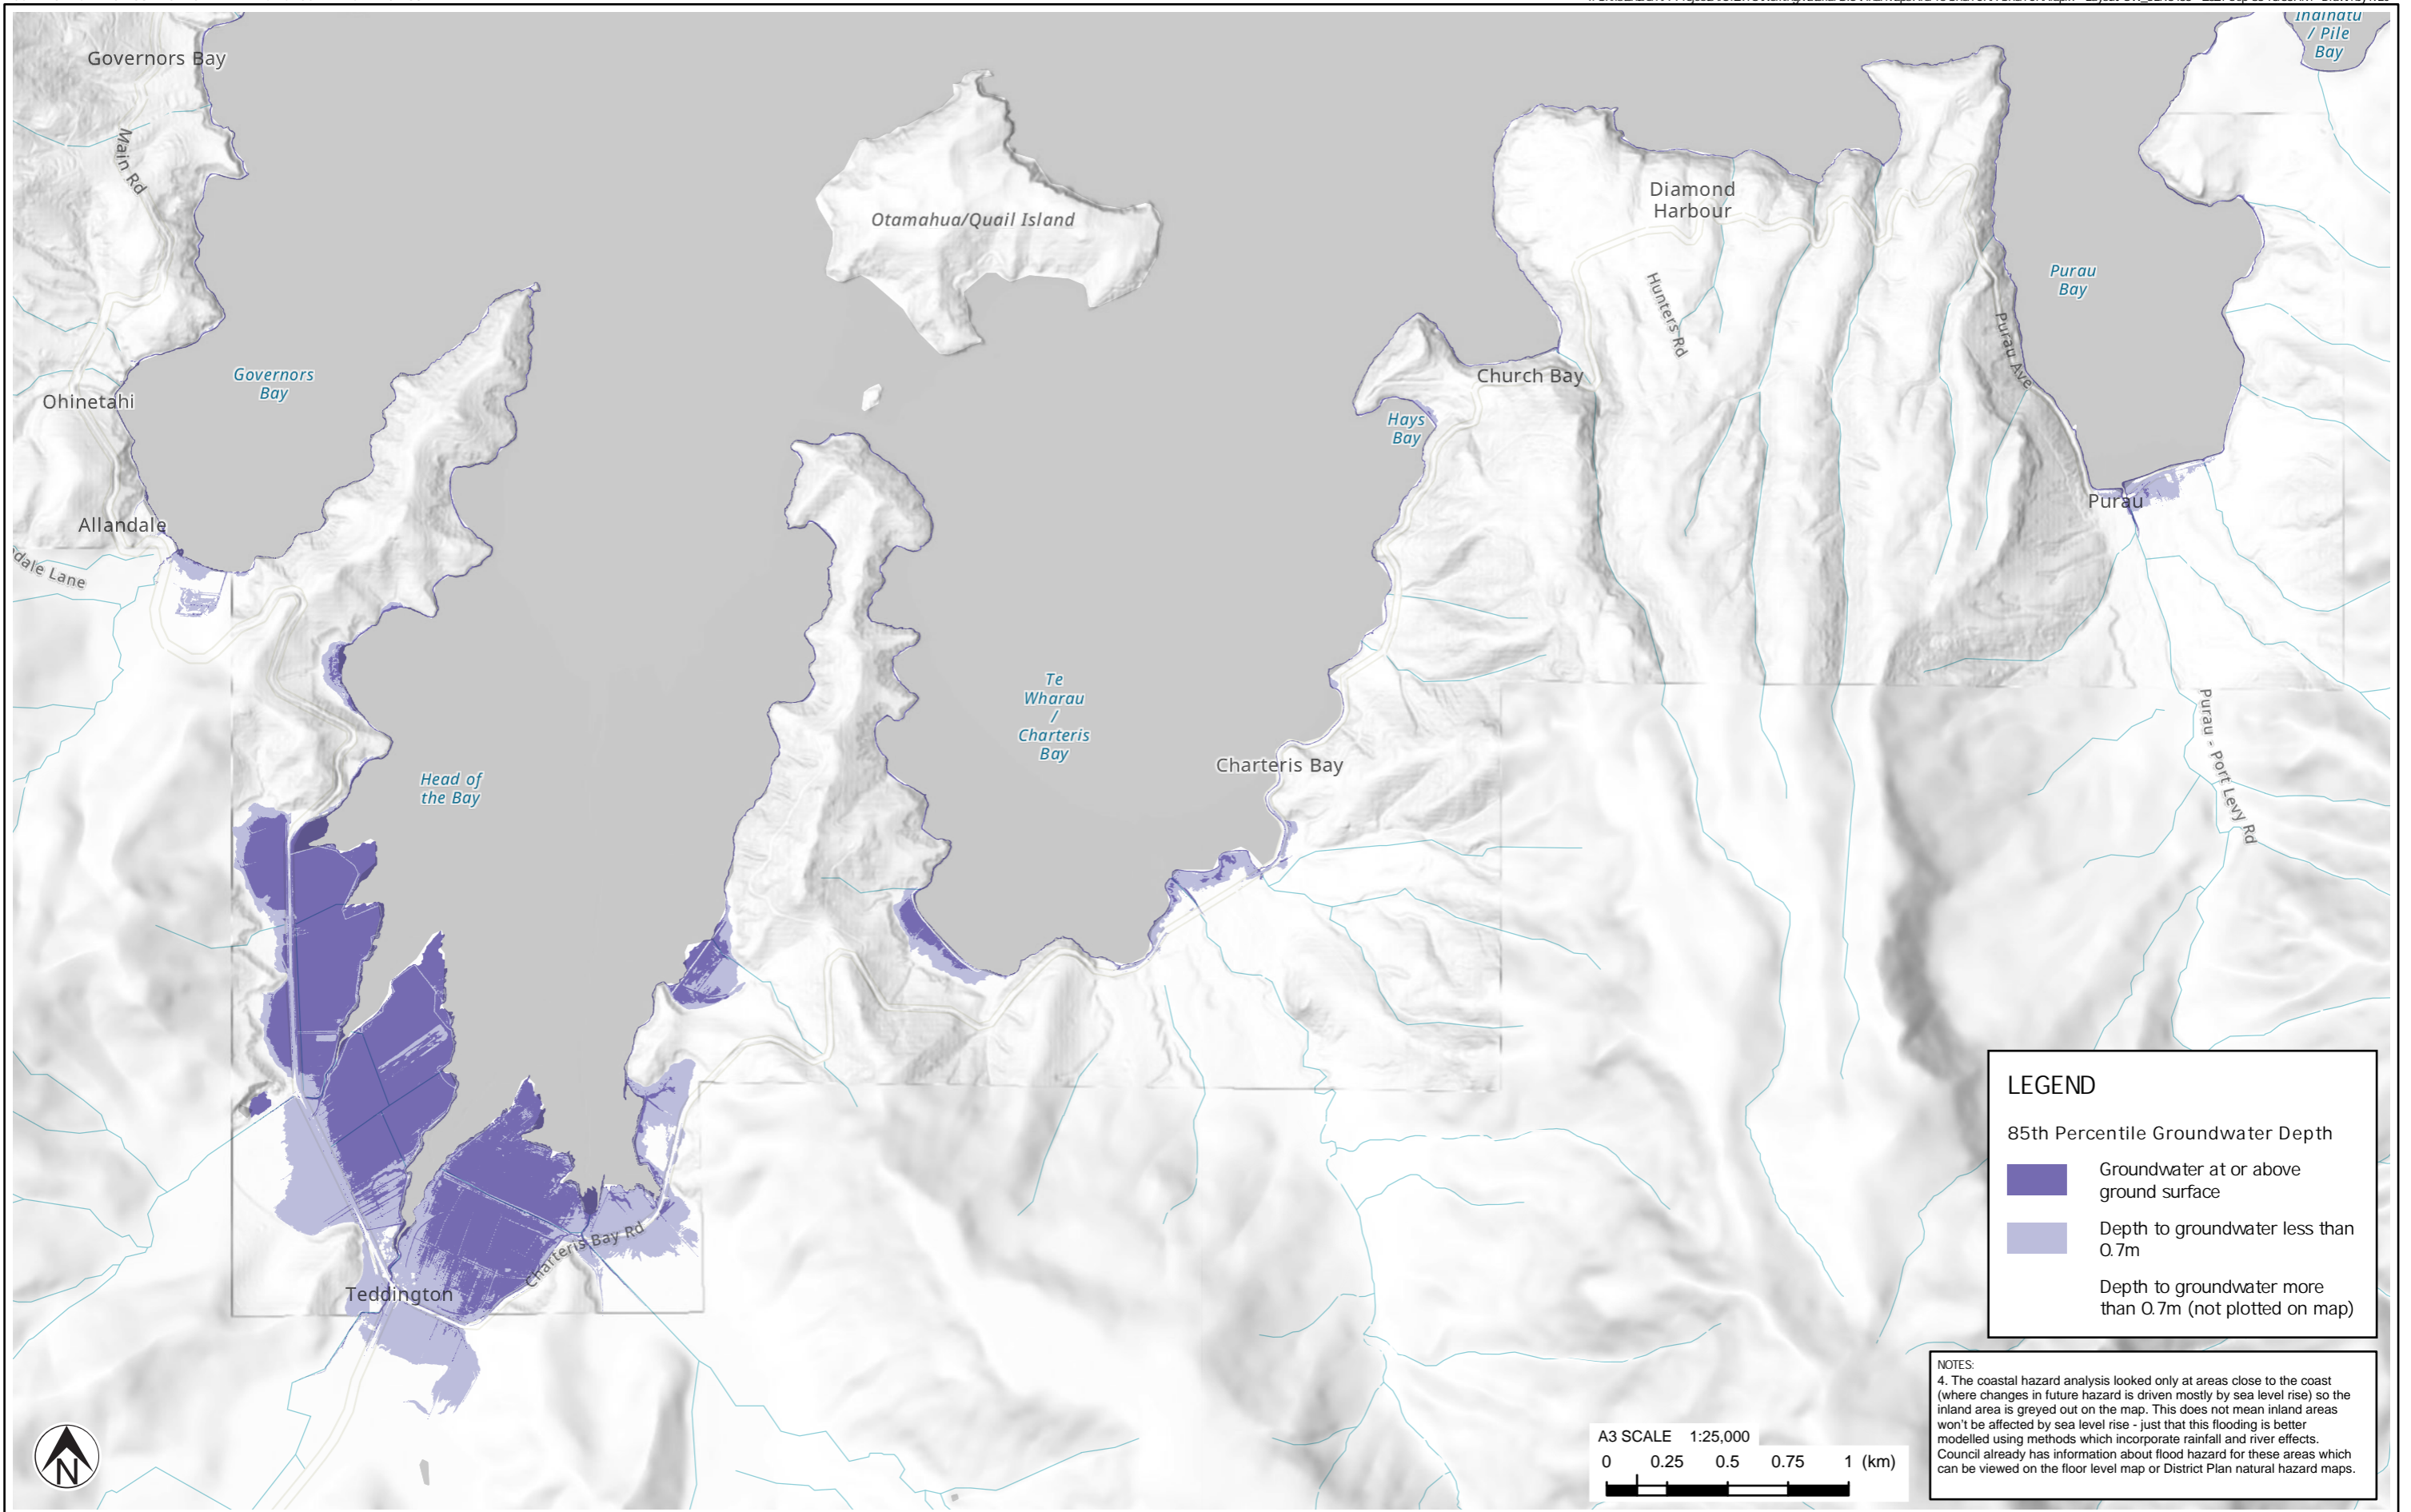 Inainatu
/ Pile
Bay
Governors Bay
Main Rd
Otamahua/Quail Island
Diamond
Harbour
Hunters Rd
Purau
Bay
Purau Ave
Governors
Bay
Ohinetahi
Church Bay
Hays
Bay
Allandale
dale Lane
Purau
Te
Wharau
/
Charteris
Bay
Charteris Bay
Head of
the Bay
Purau - Port Levy Rd
Charteris Bay Rd
Teddington
LEGEND
85th Percentile Groundwater Depth
Groundwater at or above
ground surface
Depth to groundwater less than
0.7m
Depth to groundwater more
than 0.7m (not plotted on map)
NOTES:
4. The coastal hazard analysis looked only at areas close to the coast
(where changes in future hazard is driven mostly by sea level rise) so the
inland area is greyed out on the map. This does not mean inland areas
won't be affected by sea level rise - just that this flooding is better
modelled using methods which incorporate rainfall and river effects.
Council already has information about flood hazard for these areas which
can be viewed on the floor level map or District Plan natural hazard maps.
A3 SCALE 1:25,000
0 0.25 0.5 0.75 1 (km)
N